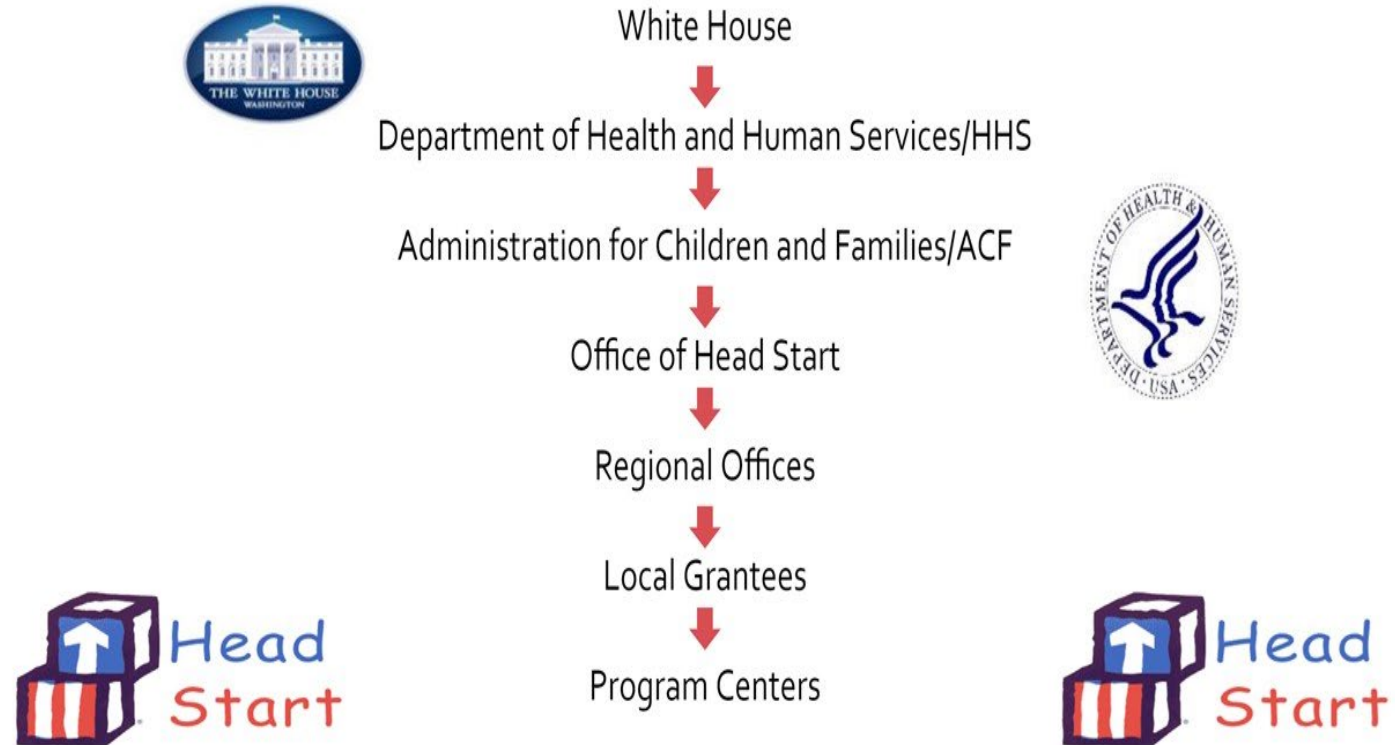 White House
THE WHITE HOUSE
WASHINGTON
Department of Health and Human Services/HHS
Administration for Children and Families/ACF
DEPARTMENT OF HEALTH & HUMAN SERVICES · USA
Office of Head Start
Regional Offices
Local Grantees
Program Centers
Head
Start
Head
Start